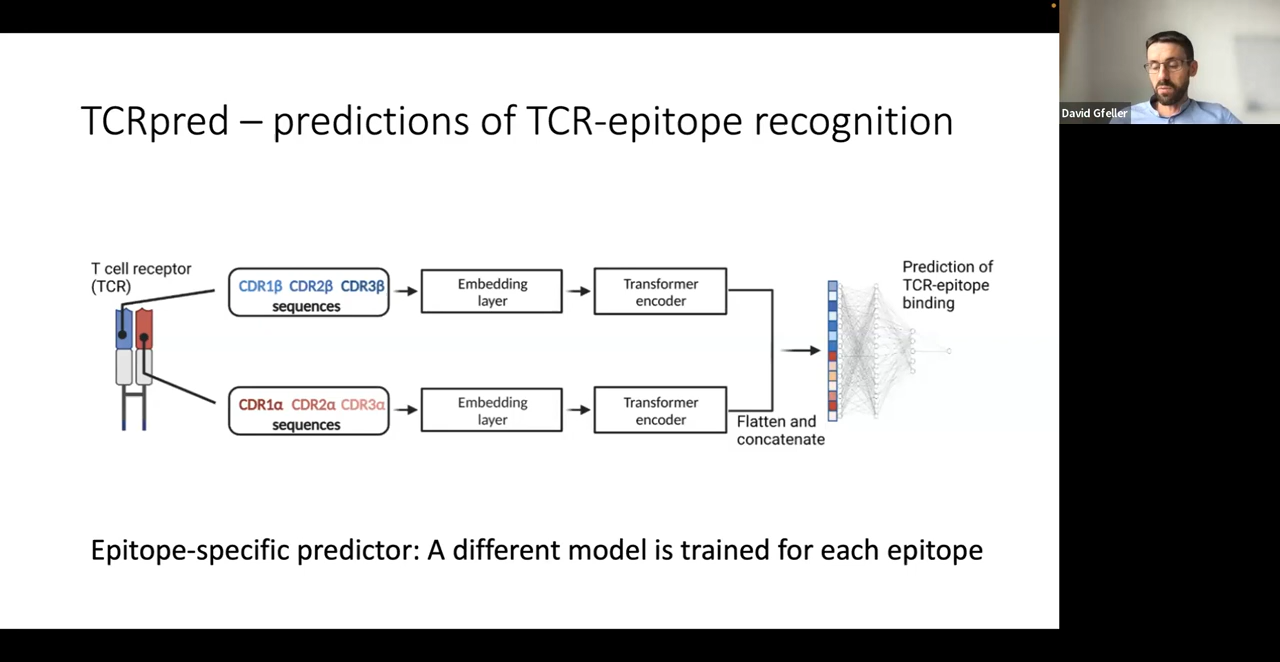 TCRpred – predictions of TCR-epitope recognition
David Gfeller
T cell receptor
(TCR)
CDR1β CDR2β CDR3β
sequences
Embedding
layer
Transformer
encoder
Prediction of
TCR-epitope
binding
CDR1α CDR2α CDR3α
sequences
Embedding
layer
Transformer
encoder
Flatten and
concatenate
Epitope-specific predictor: A different model is trained for each epitope